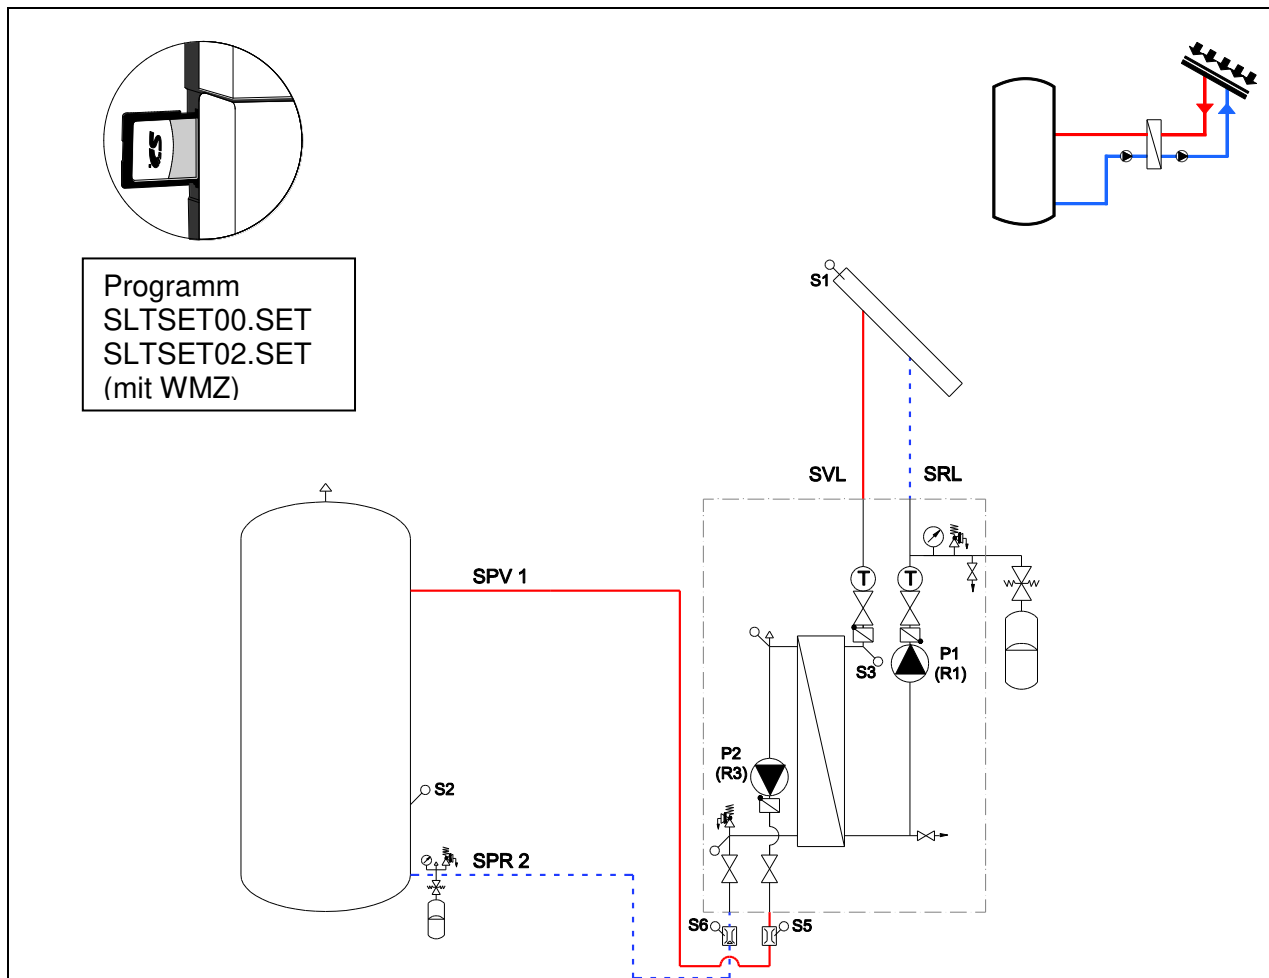 Programm
SLTSET00.SET
SLTSET02.SET
(mit WMZ)
S1
SVL
SRL
SPV 1
T
T
P1
(R1)
S3
P2
(R3)
S2
SPR 2
S6
S5